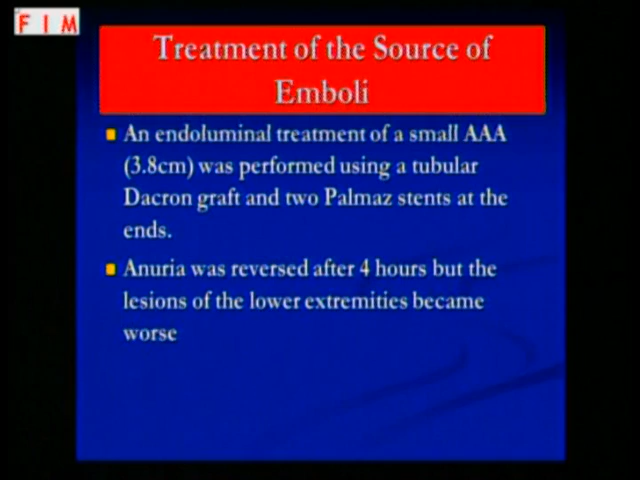 FIM
Treatment of the Source of
Emboli
An endoluminal treatment of a small AAA
(3.8cm) was performed using a tubular
Dacron graft and two Palmaz stents at the
ends.
Anuria was reversed after 4 hours but the
lesions of the lower extremities became
worse